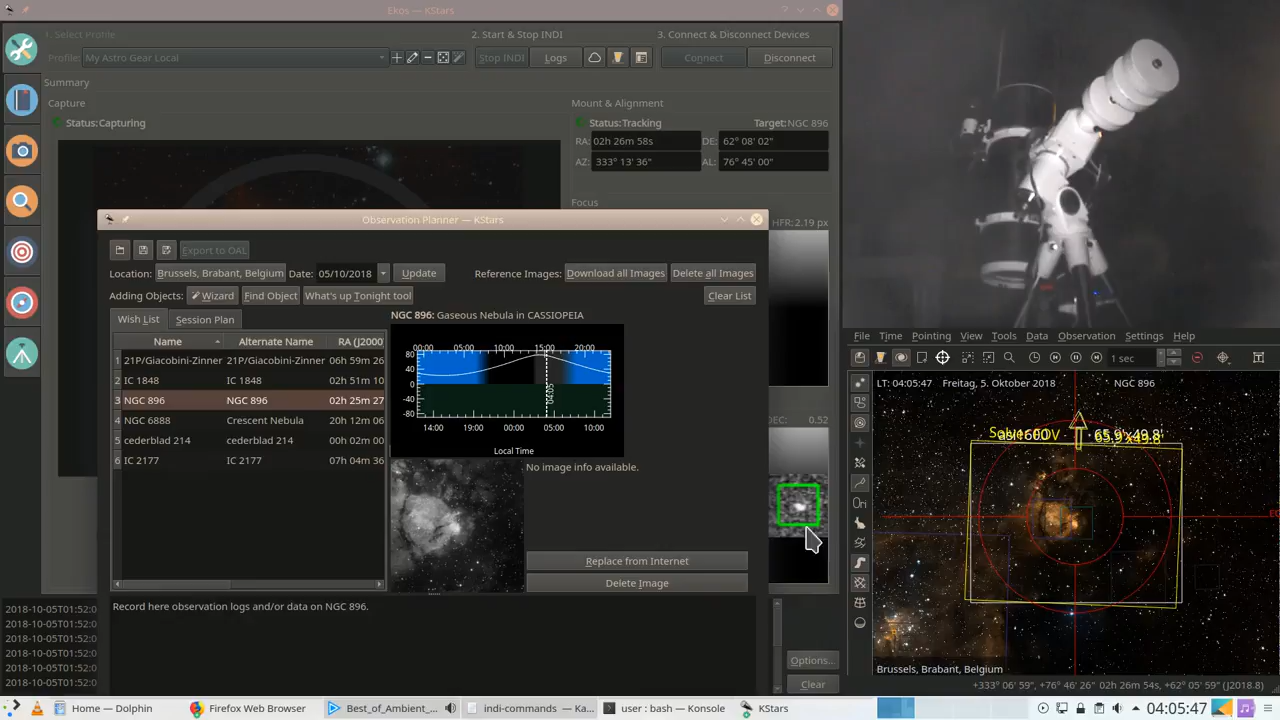 Ekos — KStars
1. Select Profile
2. Start & Stop INDI
3. Connect & Disconnect Devices
Profile: My Astro Gear Local
Stop INDI
Logs
Connect
Disconnect
Summary
Capture
Mount & Alignment
Status: Capturing
Status: Tracking
Target: NGC 896
RA: 02h 26m 58s
DE: 62° 08' 02"
AZ: 333° 13' 36"
AL: 76° 45' 00"
Focus
HFR: 2.19 px
Observation Planner — KStars
Export to OAL
Location: Brussels, Brabant, Belgium
Date: 05/10/2018
Update
Reference Images:
Download all Images
Delete all Images
Adding Objects:
Wizard
Find Object
What's up Tonight tool
Clear List
Wish List
Session Plan
NGC 896: Gaseous Nebula in CASSIOPEIA
Name Alternate Name RA (J2000
1 21P/Giacobini-Zinner 21P/Giacobini-Zinner 06h 59m 26
2 IC 1848 IC 1848 02h 51m 10
3 NGC 896 NGC 896 02h 25m 27
4 NGC 6888 Crescent Nebula 20h 12m 06
5 cederblad 214 cederblad 214 00h 02m 00
6 IC 2177 IC 2177 07h 04m 36
00:00 05:00 10:00 15:00 20:00
80
40
0
-40
-80
04:05
14:00 19:00 00:00 05:00 10:00
Local Time
No image info available.
Replace from Internet
Delete Image
Record here observation logs and/or data on NGC 896.
DEC: 0.52
2018-10-05T01:52:0
2018-10-05T01:52:0
2018-10-05T01:52:0
2018-10-05T01:52:0
2018-10-05T01:52:0
2018-10-05T01:52:0
Options...
Clear
File Time Pointing View Tools Data Observation Settings Help
1 sec
LT: 04:05:47 Freitag, 5. Oktober 2018
NGC 896
65.9'x49.8'
Brussels, Brabant, Belgium
+333° 06' 59", +76° 46' 26" 02h 26m 54s, +62° 05' 59" (J2018.8)
Home — Dolphin
Firefox Web Browser
Best_of_Ambient_...
indi-commands — Ka...
user : bash — Konsole
KStars
04:05:47